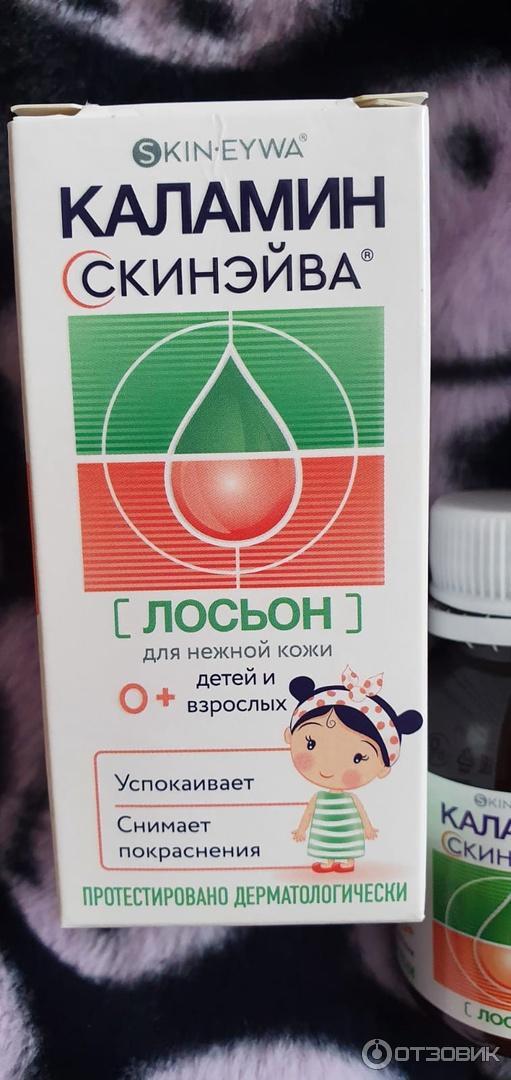 SKIN·EYWA®
КАЛАМИН
СКИНЭЙВА®
[ ЛОСЬОН ]
для нежной кожи
0+ детей и
взрослых
Успокаивает
Снимает
покраснения
ПРОТЕСТИРОВАНО ДЕРМАТОЛОГИЧЕСКИ
SKIN
КАЛА
СКИНЭ
[ ЛОС
ОТЗОВИК